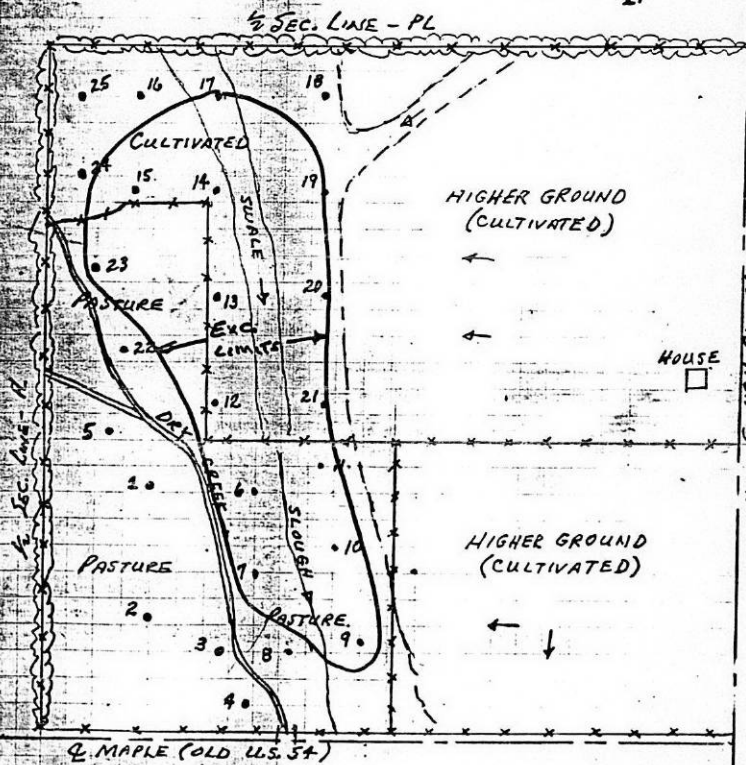 ½ SEC. LINE - PL
25
16
17
18
CULTIVATED
24
15
14
19
SWALE
HIGHER GROUND
(CULTIVATED)
23
PASTURE
13
20
EXC.
LIMITS
22
HOUSE
12
21
½ SEC. LINE - PL
DRY CREEK
5
1
6
SLOUGH
10
HIGHER GROUND
(CULTIVATED)
PASTURE
7
2
PASTURE
9
3
8
4
℄ MAPLE (OLD U.S. 54)